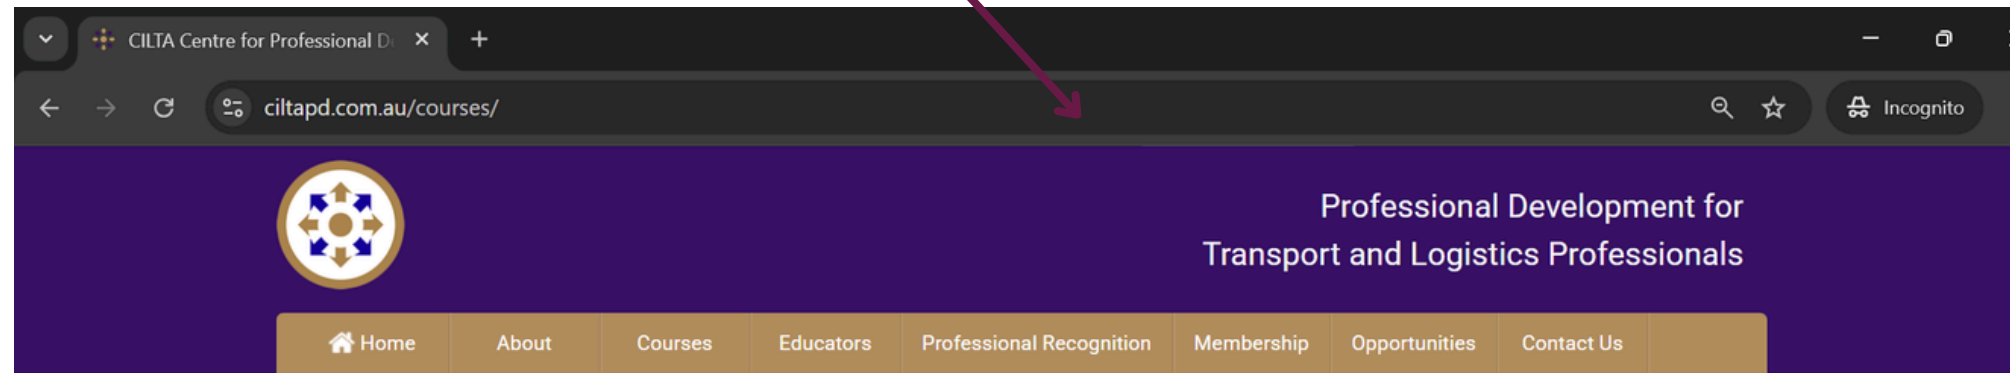 CILTA Centre for Professional D
ciltapd.com.au/courses/
Incognito
Professional Development for
Transport and Logistics Professionals
Home About Courses Educators Professional Recognition Membership Opportunities Contact Us